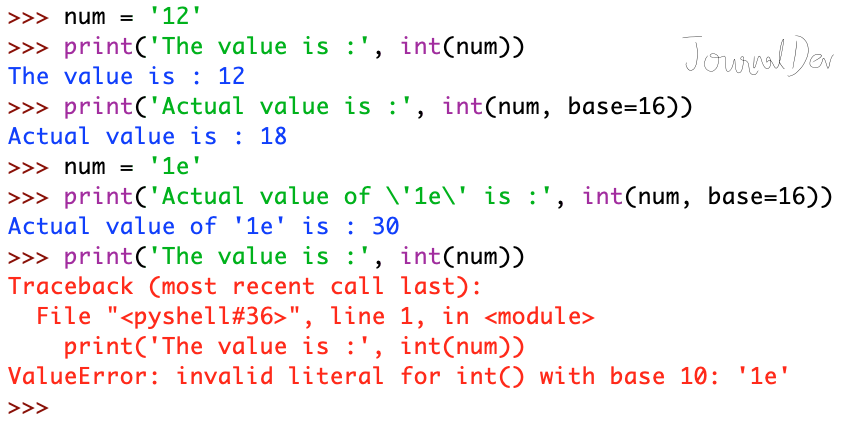 >>> num = '12'
>>> print('The value is :', int(num))
The value is : 12
>>> print('Actual value is :', int(num, base=16))
Actual value is : 18
>>> num = '1e'
>>> print('Actual value of \'1e\' is :', int(num, base=16))
Actual value of '1e' is : 30
>>> print('The value is :', int(num))
Traceback (most recent call last):
  File "<pyshell#36>", line 1, in <module>
    print('The value is :', int(num))
ValueError: invalid literal for int() with base 10: '1e'
>>>
JournalDev